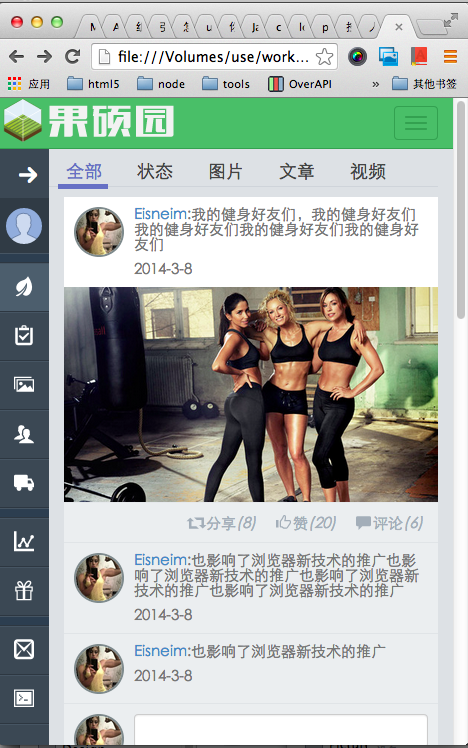 file:///Volumes/use/work...
应用 html5 node tools OverAPI » 其他书签
果硕园
全部 状态 图片 文章 视频
Eisneim:我的健身好友们，我的健身好友们
我的健身好友们我的健身好友们我的健身好
友们
2014-3-8
分享(8) 赞(20) 评论(6)
Eisneim:也影响了浏览器新技术的推广也影
响了浏览器新技术的推广也影响了浏览器新
技术的推广也影响了浏览器新技术的推广
2014-3-8
Eisneim:也影响了浏览器新技术的推广
2014-3-8